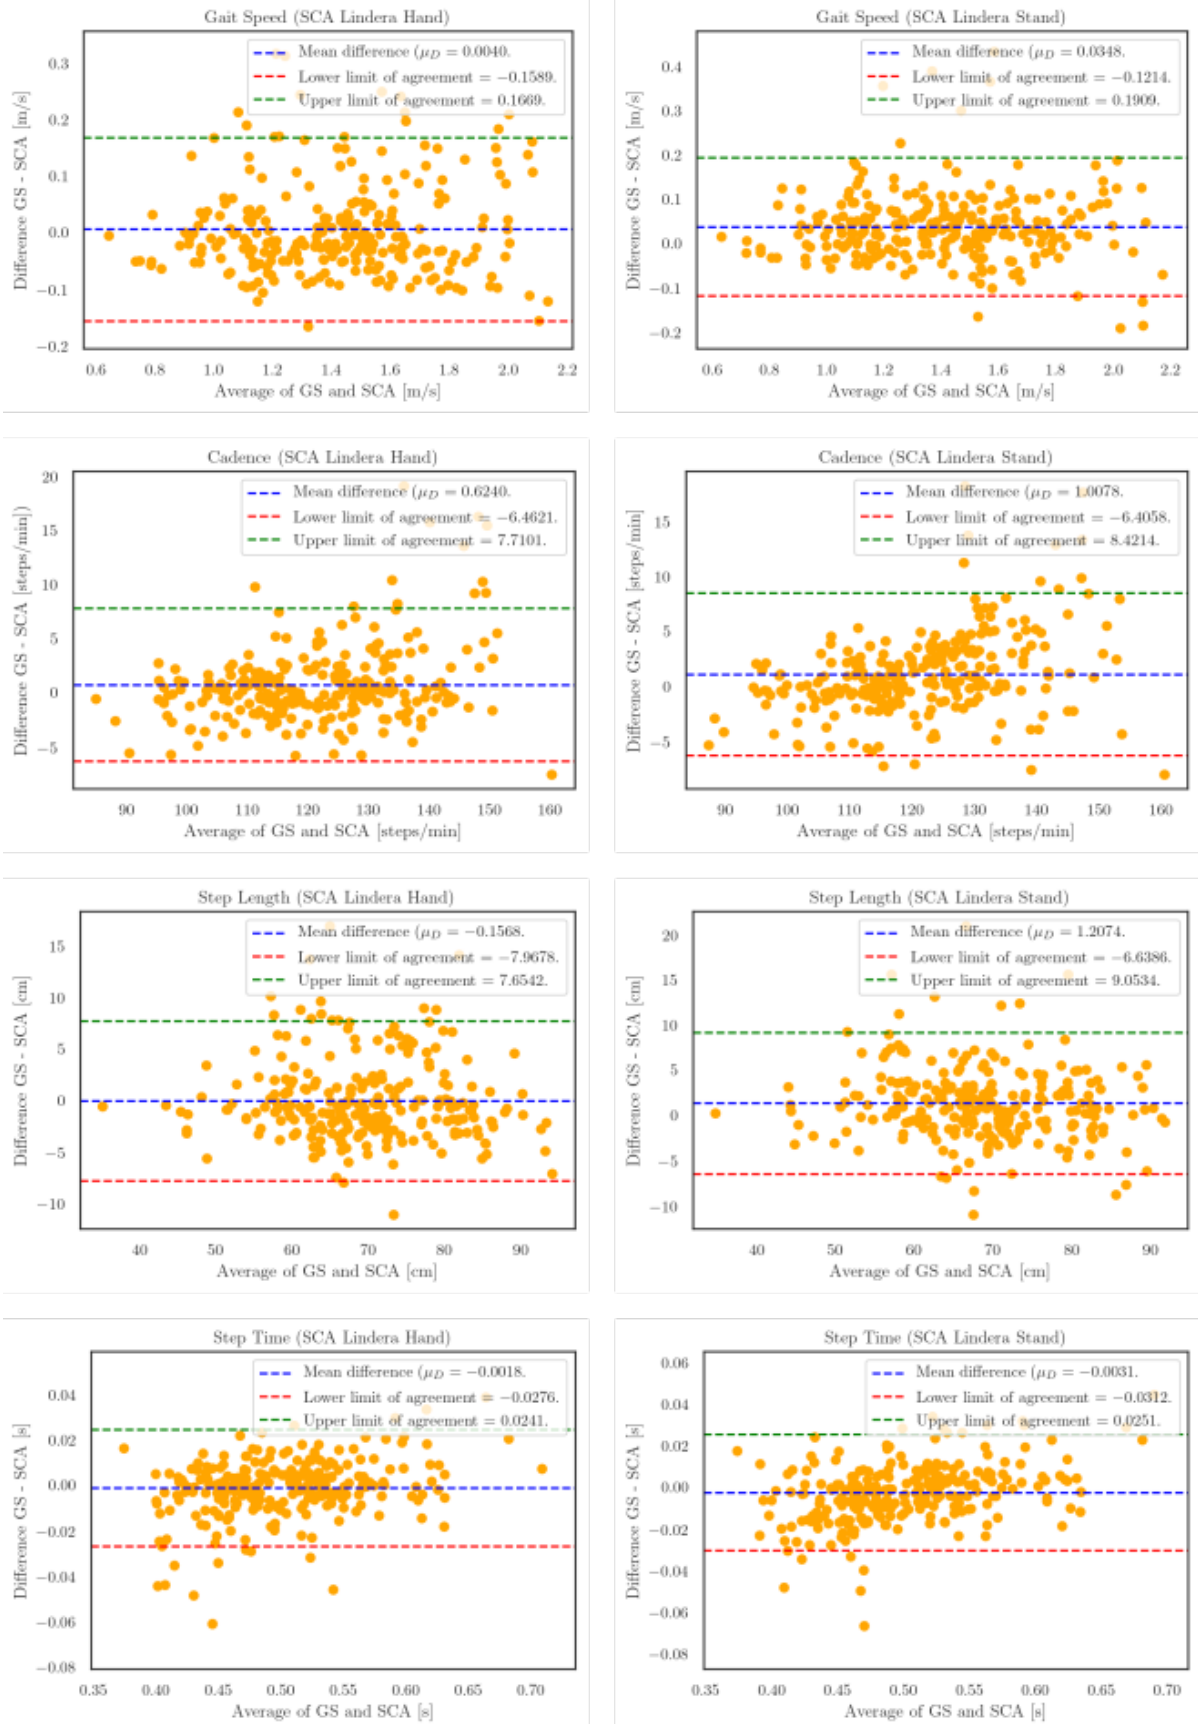 Gait Speed (SCA Lindera Hand)
Difference GS - SCA [m/s]
0.3
0.2
0.1
0.0
−0.1
−0.2
Mean difference (μD = 0.0040.
Lower limit of agreement = −0.1589.
Upper limit of agreement = 0.1669.
0.6 0.8 1.0 1.2 1.4 1.6 1.8 2.0 2.2
Average of GS and SCA [m/s]
Gait Speed (SCA Lindera Stand)
Difference GS - SCA [m/s]
0.4
0.3
0.2
0.1
0.0
−0.1
−0.2
Mean difference (μD = 0.0348.
Lower limit of agreement = −0.1214.
Upper limit of agreement = 0.1909.
0.6 0.8 1.0 1.2 1.4 1.6 1.8 2.0 2.2
Average of GS and SCA [m/s]
Cadence (SCA Lindera Hand)
Difference GS - SCA [steps/min])
20
15
10
5
0
−5
Mean difference (μD = 0.6240.
Lower limit of agreement = −6.4621.
Upper limit of agreement = 7.7101.
90 100 110 120 130 140 150 160
Average of GS and SCA [steps/min]
Cadence (SCA Lindera Stand)
Difference GS - SCA [steps/min]
15
10
5
0
−5
Mean difference (μD = 1.0078.
Lower limit of agreement = −6.4058.
Upper limit of agreement = 8.4214.
90 100 110 120 130 140 150 160
Average of GS and SCA [steps/min]
Step Length (SCA Lindera Hand)
Difference GS - SCA [cm]
15
10
5
0
−5
−10
Mean difference (μD = −0.1568.
Lower limit of agreement = −7.9678.
Upper limit of agreement = 7.6542.
40 50 60 70 80 90
Average of GS and SCA [cm]
Step Length (SCA Lindera Stand)
Difference GS - SCA [cm]
20
15
10
5
0
−5
−10
Mean difference (μD = 1.2074.
Lower limit of agreement = −6.6386.
Upper limit of agreement = 9.0534.
40 50 60 70 80 90
Average of GS and SCA [cm]
Step Time (SCA Lindera Hand)
Difference GS - SCA [s]
0.04
0.02
0.00
−0.02
−0.04
−0.06
−0.08
Mean difference (μD = −0.0018.
Lower limit of agreement = −0.0276.
Upper limit of agreement = 0.0241.
0.35 0.40 0.45 0.50 0.55 0.60 0.65 0.70
Average of GS and SCA [s]
Step Time (SCA Lindera Stand)
Difference GS - SCA [s]
0.06
0.04
0.02
0.00
−0.02
−0.04
−0.06
−0.08
Mean difference (μD = −0.0031.
Lower limit of agreement = −0.0312.
Upper limit of agreement = 0.0251.
0.35 0.40 0.45 0.50 0.55 0.60 0.65 0.70
Average of GS and SCA [s]